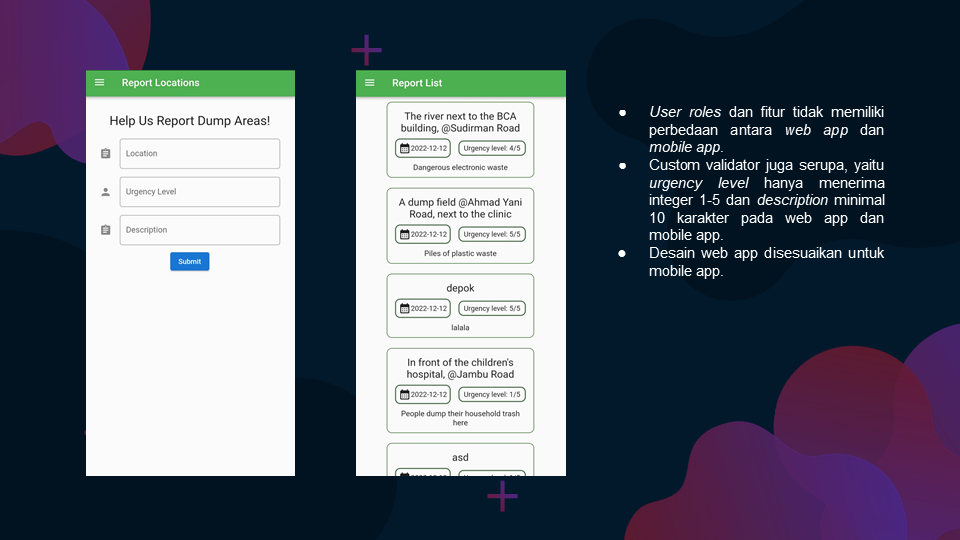 Report Locations
Help Us Report Dump Areas!
Location
Urgency Level
Description
Submit
Report List
The river next to the BCA
building, @Sudirman Road
2022-12-12 Urgency level: 4/5
Dangerous electronic waste
A dump field @Ahmad Yani
Road, next to the clinic
2022-12-12 Urgency level: 5/5
Piles of plastic waste
depok
2022-12-12 Urgency level: 5/5
lalala
In front of the children's
hospital, @Jambu Road
2022-12-12 Urgency level: 1/5
People dump their household trash
here
asd
● User roles dan fitur tidak memiliki
perbedaan antara web app dan
mobile app.
● Custom validator juga serupa, yaitu
urgency level hanya menerima
integer 1-5 dan description minimal
10 karakter pada web app dan
mobile app.
● Desain web app disesuaikan untuk
mobile app.